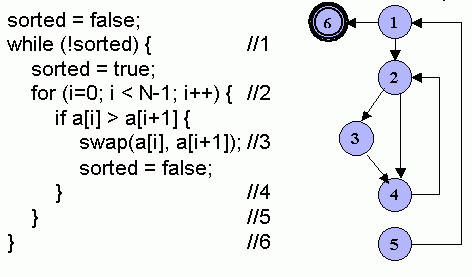 sorted = false;
while (!sorted) { //1
sorted = true;
for (i=0; i < N-1; i++) { //2
if a[i] > a[i+1] {
swap(a[i], a[i+1]); //3
sorted = false;
} //4
} //5
} //6
6
1
2
3
4
5